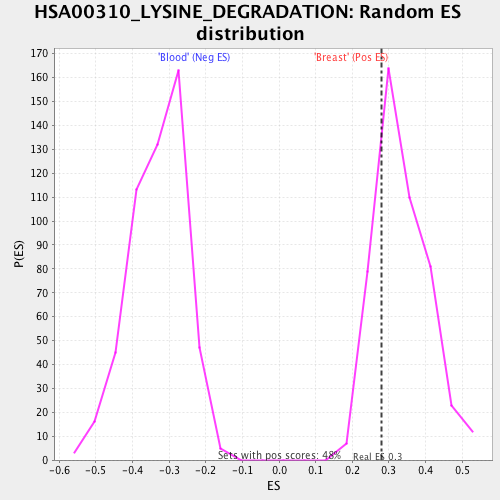 HSA00310_LYSINE_DEGRADATION: Random ES
distribution
'Blood' (Neg ES)
'Breast' (Pos ES)
P(ES)
170
160
150
140
130
120
110
100
90
80
70
60
50
40
30
20
10
0
Sets with pos scores: 48%
Real ES 0.3
-0.6 -0.5 -0.4 -0.3 -0.2 -0.1 0.0 0.1 0.2 0.3 0.4 0.5
ES